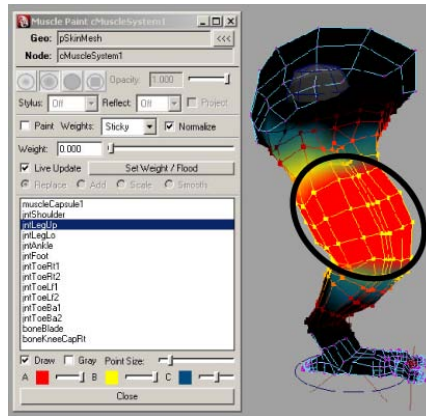 Muscle Paint cMuscleSystem1
Geo: pSkinMesh <<<
Node: cMuscleSystem1
Opacity: 1.000
Stylus: Off Reflect: Off Project
Paint Weights: Sticky Normalize
Weight: 0.000
Live Update Set Weight / Flood
Replace Add Scale Smooth
muscleCapsule1
jntShoulder
jntLegUp
jntLegLo
jntAnkle
jntFoot
jntToeRt1
jntToeRt2
jntToeLf1
jntToeLf2
jntToeBa1
jntToeBa2
boneBlade
boneKneeCapRt
Draw Gray Point Size:
A B C
Close